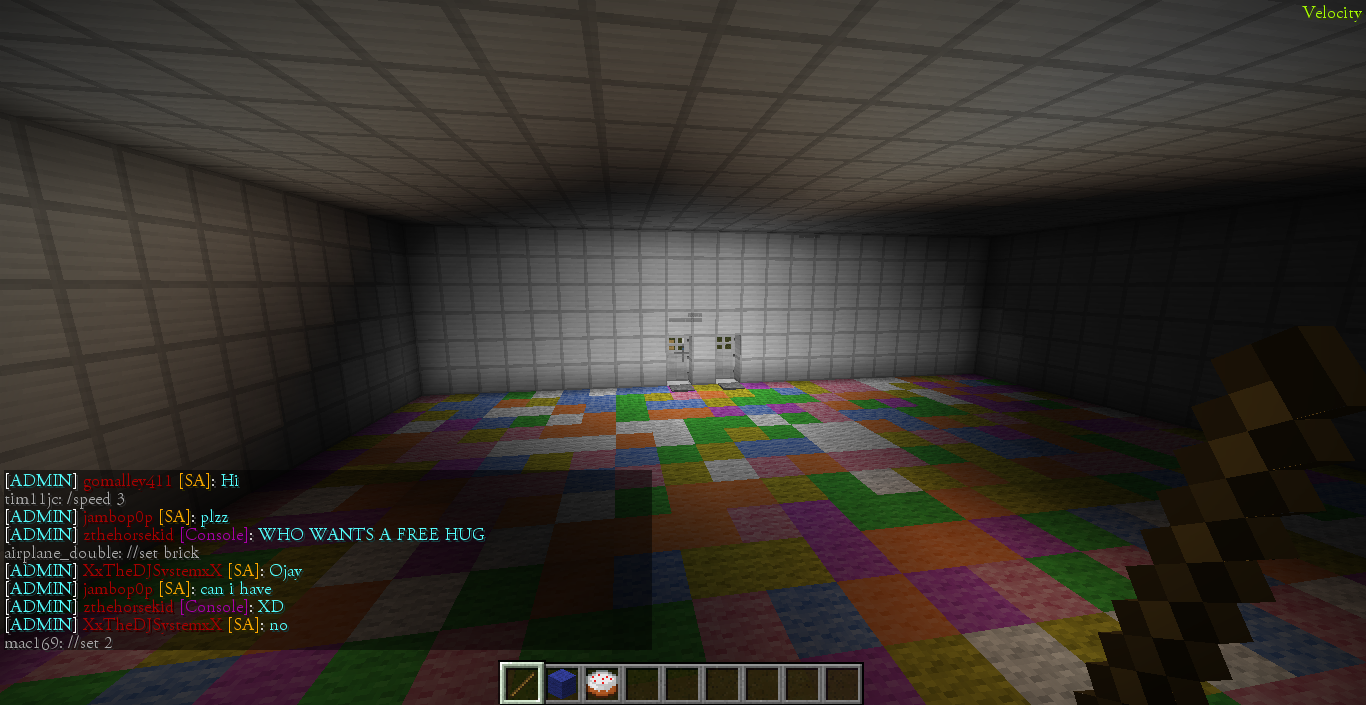 Velocity
[ADMIN] gomallev411 [SA]: Hi
tim11jc: /speed 3
[ADMIN] jambop0p [SA]: plzz
[ADMIN] zthehorsekid [Console]: WHO WANTS A FREE HUG
airplane_double: //set brick
[ADMIN] XxTheDJSystemxX [SA]: Ojay
[ADMIN] jambop0p [SA]: can i have
[ADMIN] zthehorsekid [Console]: XD
[ADMIN] XxTheDJSystemxX [SA]: no
mac169: //set 2